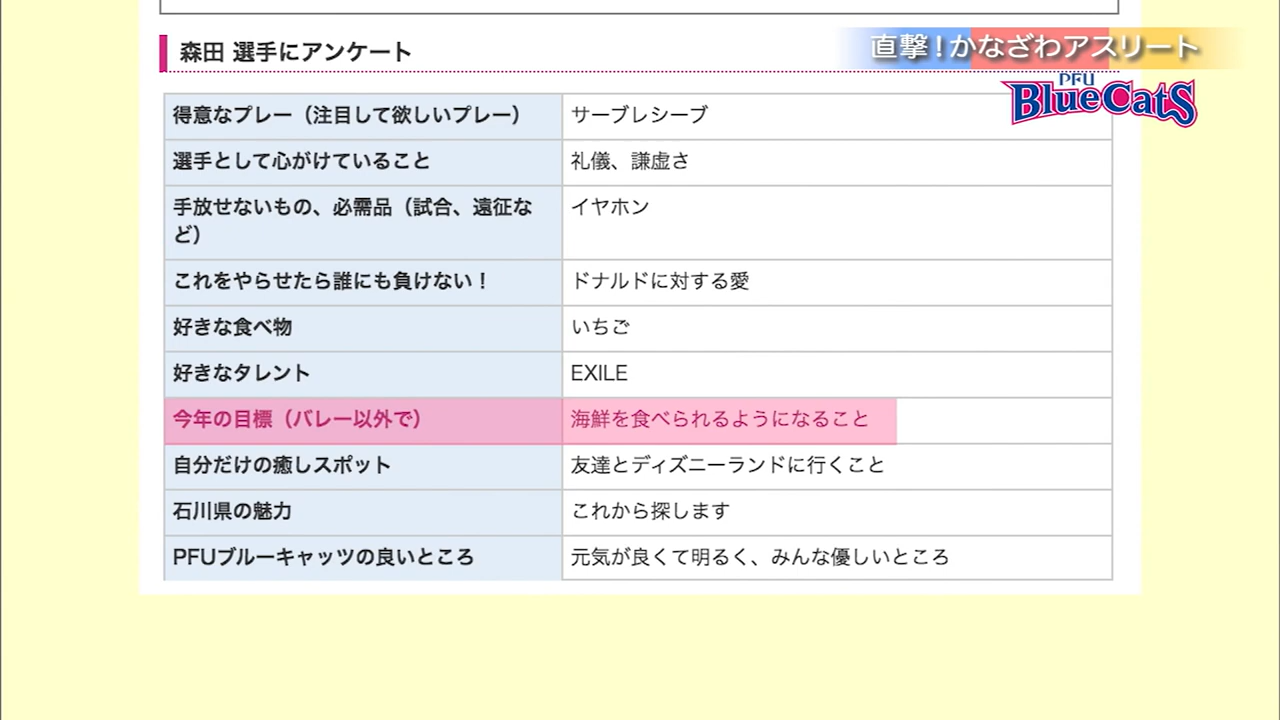 森田 選手にアンケート
直撃！かなざわアスリート
PFU
BlueCats
得意なプレー（注目して欲しいプレー）
サーブレシーブ
選手として心がけていること
礼儀、謙虚さ
手放せないもの、必需品（試合、遠征な
ど）
イヤホン
これをやらせたら誰にも負けない！
ドナルドに対する愛
好きな食べ物
いちご
好きなタレント
EXILE
今年の目標（バレー以外で）
海鮮を食べられるようになること
自分だけの癒しスポット
友達とディズニーランドに行くこと
石川県の魅力
これから探します
PFUブルーキャッツの良いところ
元気が良くて明るく、みんな優しいところ